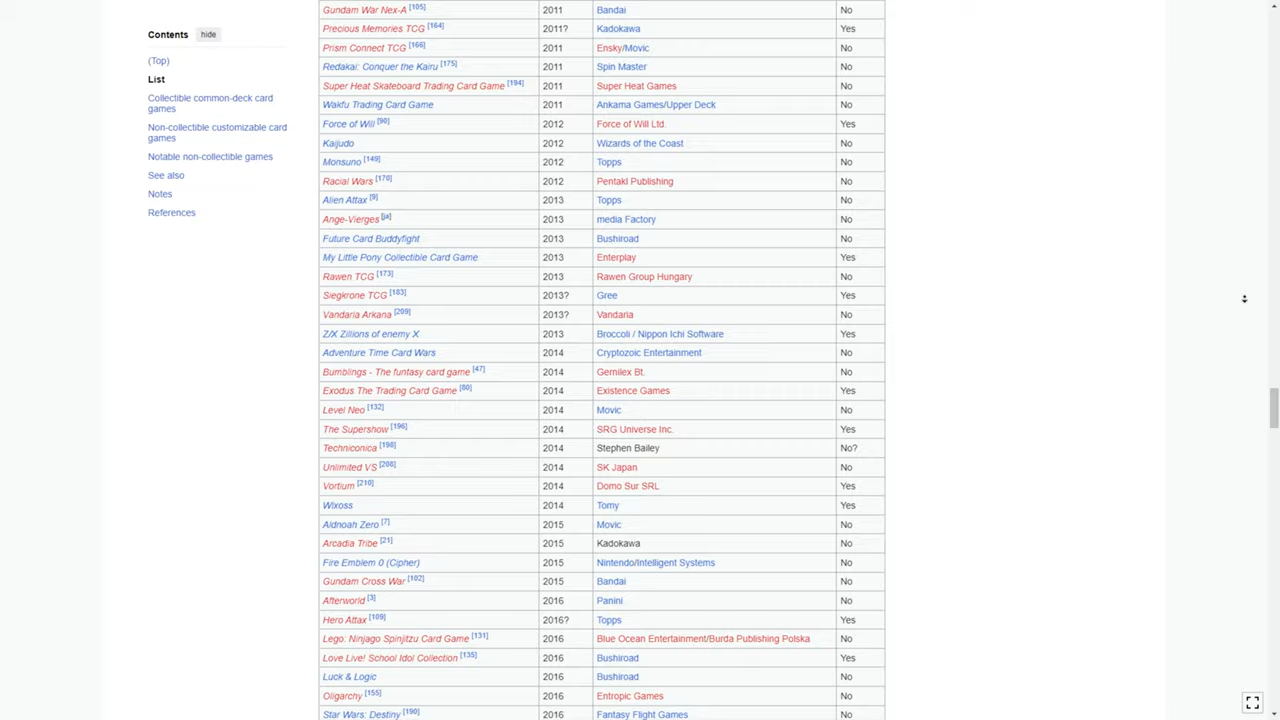 Contents hide
(Top)
List
Collectible common-deck card
games
Non-collectible customizable card
games
Notable non-collectible games
See also
Notes
References
Gundam War Nex-A [105] 2011 Bandai No
Precious Memories TCG [164] 2011? Kadokawa Yes
Prism Connect TCG [166] 2011 Ensky/Movic No
Redakai: Conquer the Kairu [175] 2011 Spin Master No
Super Heat Skateboard Trading Card Game [194] 2011 Super Heat Games No
Wakfu Trading Card Game 2011 Ankama Games/Upper Deck No
Force of Will [90] 2012 Force of Will Ltd. Yes
Kaijudo 2012 Wizards of the Coast No
Monsuno [149] 2012 Topps No
Racial Wars [170] 2012 Pentakl Publishing No
Alien Attax [9] 2013 Topps No
Ange-Vierges [ja] 2013 media Factory No
Future Card Buddyfight 2013 Bushiroad No
My Little Pony Collectible Card Game 2013 Enterplay Yes
Rawen TCG [173] 2013 Rawen Group Hungary No
Siegkrone TCG [183] 2013? Gree Yes
Vandaria Arkana [209] 2013? Vandaria No
Z/X Zillions of enemy X 2013 Broccoli / Nippon Ichi Software Yes
Adventure Time Card Wars 2014 Cryptozoic Entertainment No
Bumblings - The funtasy card game [47] 2014 Gemilex Bt. No
Exodus The Trading Card Game [80] 2014 Existence Games Yes
Level Neo [132] 2014 Movic No
The Supershow [196] 2014 SRG Universe Inc. Yes
Techniconica [198] 2014 Stephen Bailey No?
Unlimited VS [208] 2014 SK Japan No
Vortium [210] 2014 Domo Sur SRL Yes
Wixoss 2014 Tomy Yes
Aldnoah Zero [7] 2015 Movic No
Arcadia Tribe [21] 2015 Kadokawa No
Fire Emblem 0 (Cipher) 2015 Nintendo/Intelligent Systems No
Gundam Cross War [102] 2015 Bandai No
Afterworld [3] 2016 Panini No
Hero Attax [109] 2016? Topps Yes
Lego: Ninjago Spinjitzu Card Game [131] 2016 Blue Ocean Entertainment/Burda Publishing Polska No
Love Live! School Idol Collection [135] 2016 Bushiroad Yes
Luck & Logic 2016 Bushiroad No
Oligarchy [155] 2016 Entropic Games No
Star Wars: Destiny [190] 2016 Fantasy Flight Games No